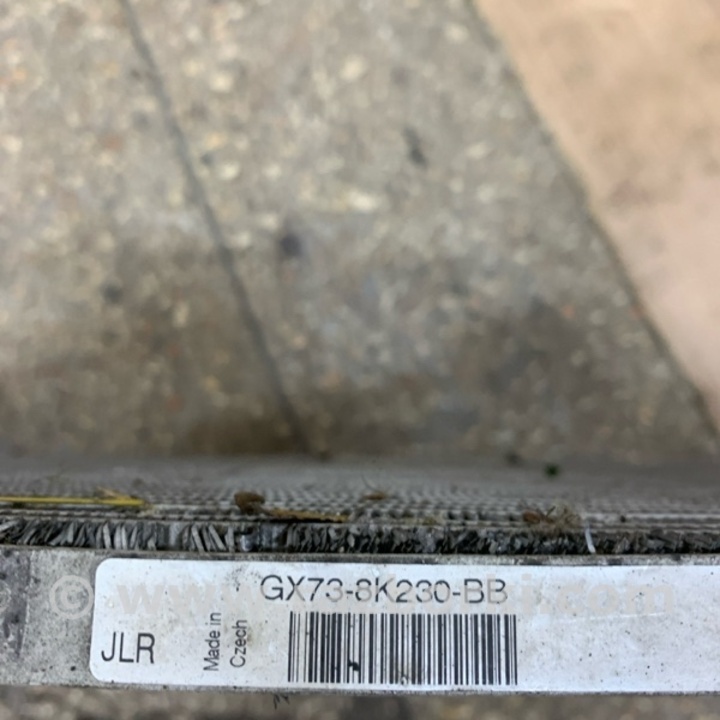 GX73-8K230-BB
JLR
Made in
Czech